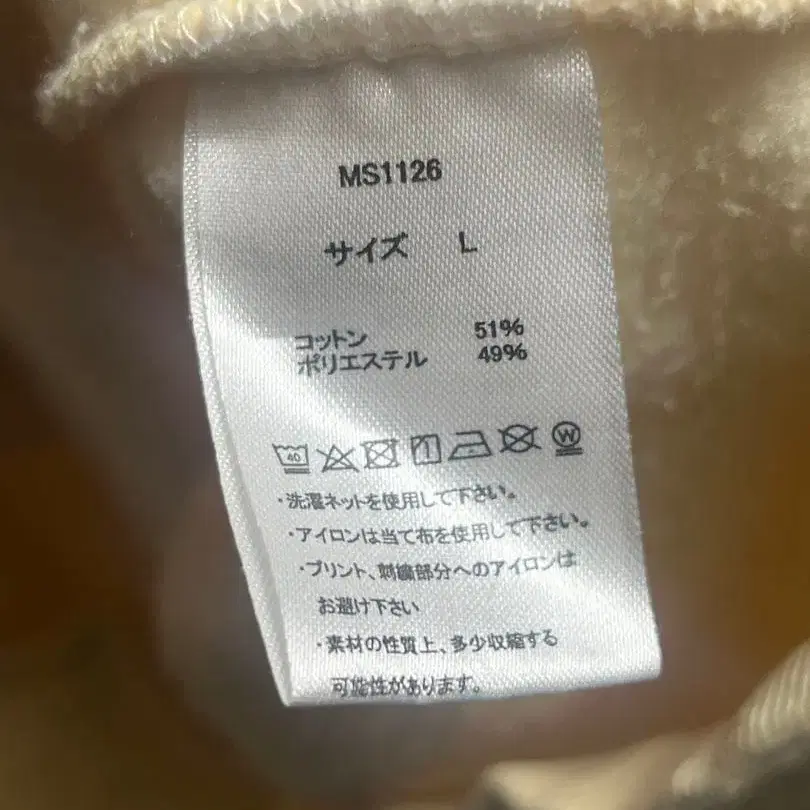 MS1126
サイズ L
コットン 51%
ポリエステル 49%
40 W
・洗濯ネットを使用して下さい。
・アイロンは当て布を使用して下さい。
・プリント、刺繍部分へのアイロンは
お避け下さい
・素材の性質上、多少収縮する
可能性があります。